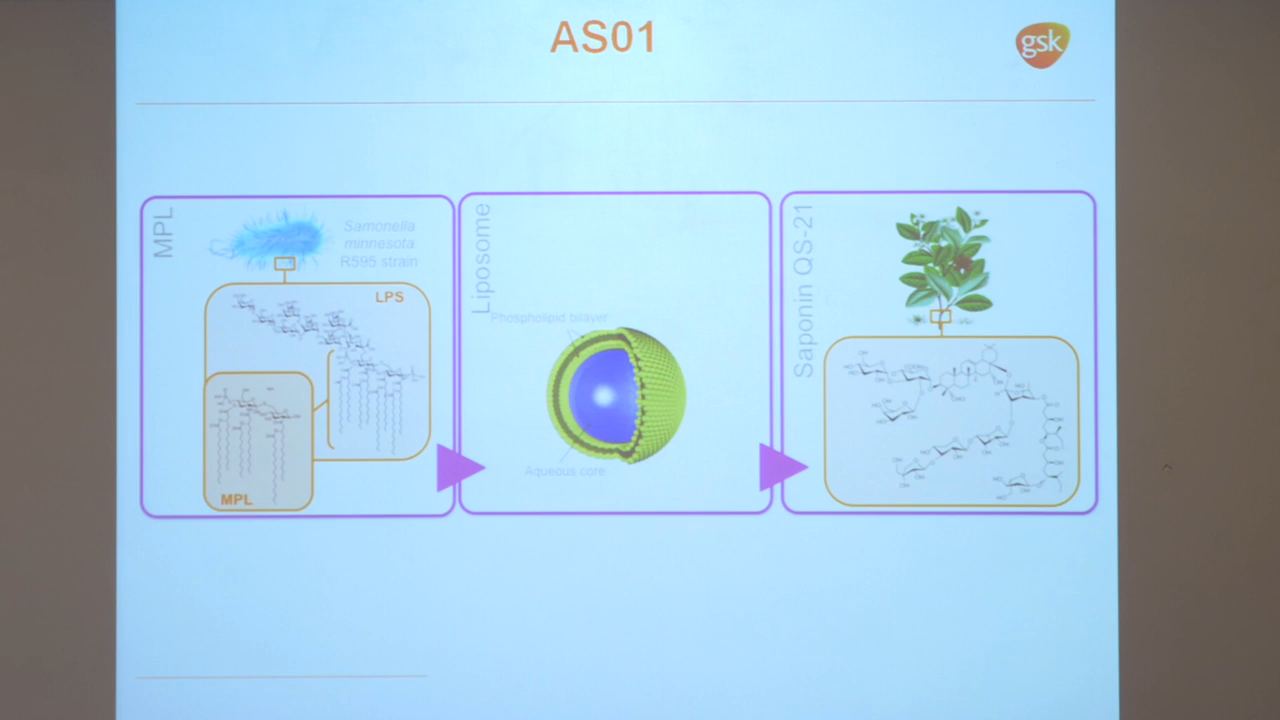 AS01
gsk
MPL
Samonella
minnesota
R595 strain
LPS
MPL
Liposome
Phospholipid bilayer
Aqueous core
Saponin QS-21